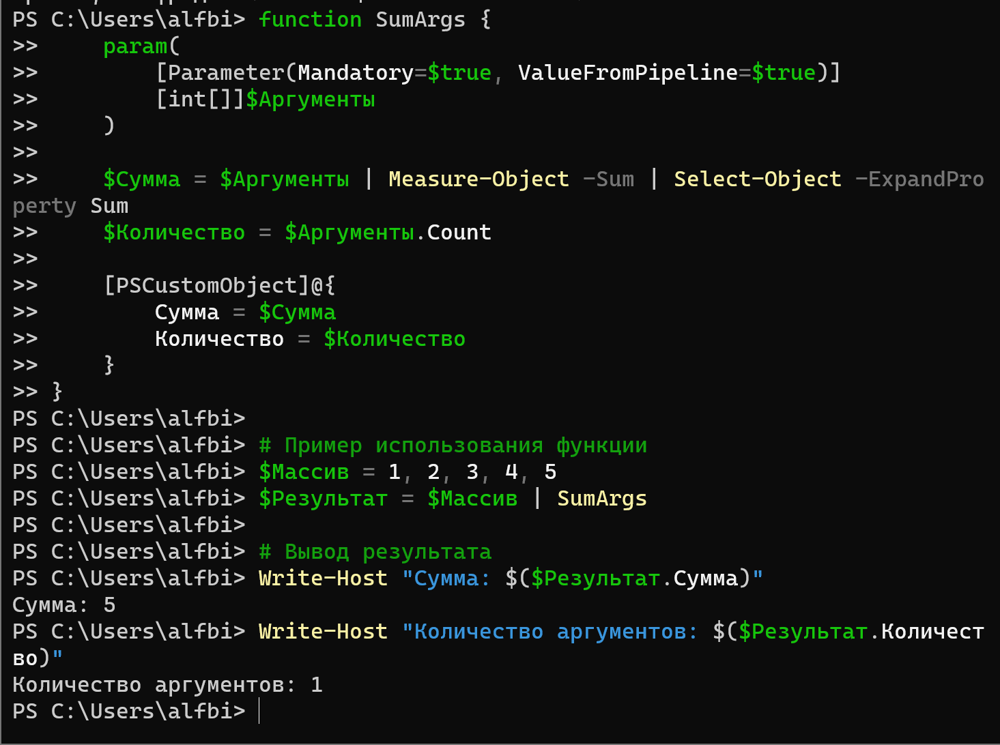 PS C:\Users\alfbi> function SumArgs {
>>     param(
>>         [Parameter(Mandatory=$true, ValueFromPipeline=$true)]
>>         [int[]]$Аргументы
>>     )
>>
>>     $Сумма = $Аргументы | Measure-Object -Sum | Select-Object -ExpandPro
perty Sum
>>     $Количество = $Аргументы.Count
>>
>>     [PSCustomObject]@{
>>         Сумма = $Сумма
>>         Количество = $Количество
>>     }
>> }
PS C:\Users\alfbi>
PS C:\Users\alfbi> # Пример использования функции
PS C:\Users\alfbi> $Массив = 1, 2, 3, 4, 5
PS C:\Users\alfbi> $Результат = $Массив | SumArgs
PS C:\Users\alfbi>
PS C:\Users\alfbi> # Вывод результата
PS C:\Users\alfbi> Write-Host "Сумма: $($Результат.Сумма)"
Сумма: 5
PS C:\Users\alfbi> Write-Host "Количество аргументов: $($Результат.Количест
во)"
Количество аргументов: 1
PS C:\Users\alfbi>